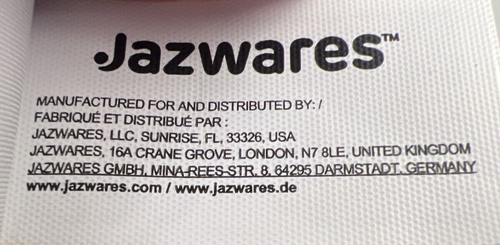 Jazwares™
MANUFACTURED FOR AND DISTRIBUTED BY: /
FABRIQUÉ ET DISTRIBUÉ PAR :
JAZWARES, LLC, SUNRISE, FL, 33326, USA
JAZWARES, 16A CRANE GROVE, LONDON, N7 8LE, UNITED KINGDOM
JAZWARES GMBH, MINA-REES-STR. 8, 64295 DARMSTADT, GERMANY
www.jazwares.com / www.jazwares.de